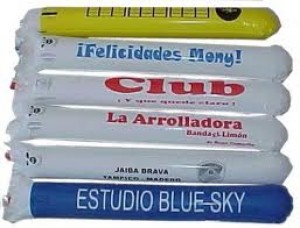 ¡Felicidades Mony!
Club
¡Y que quede claro!
La Arrolladora
Banda el Limón
JAIBA BRAVA
TAMPICO - MADERO
ESTUDIO BLUE SKY